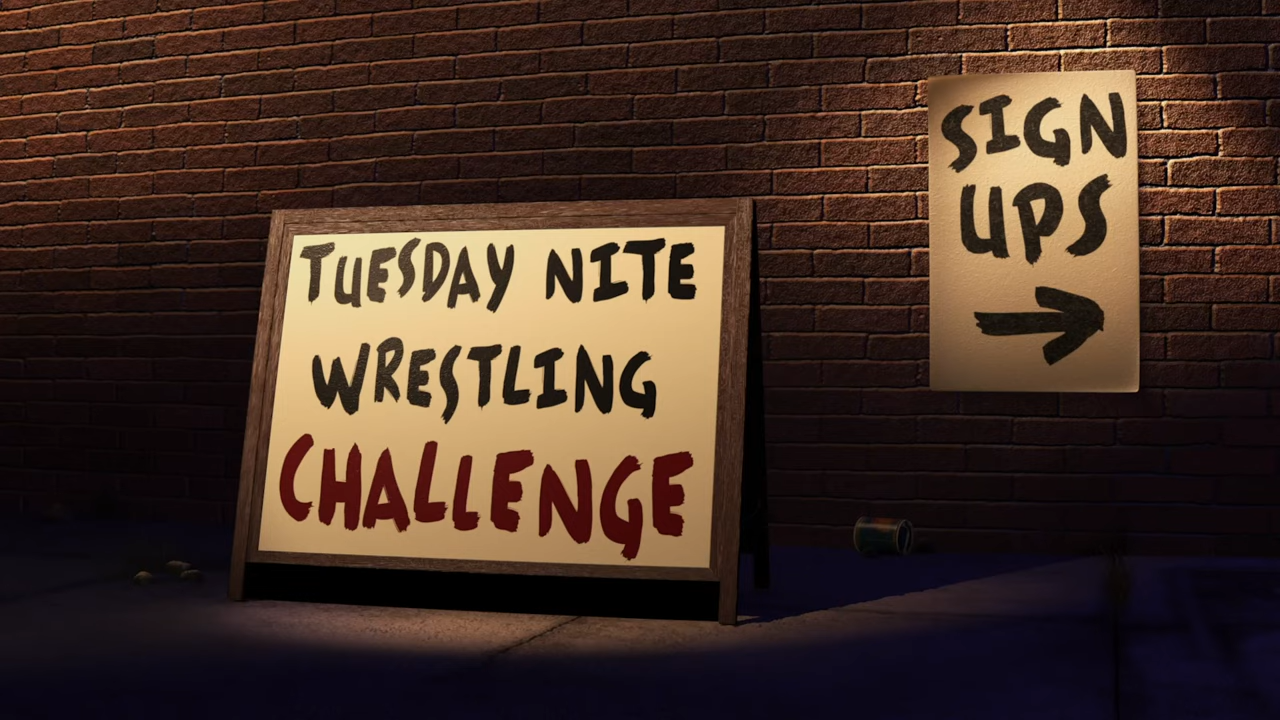 TUESDAY NITE
WRESTLING
CHALLENGE
SIGN
UPS